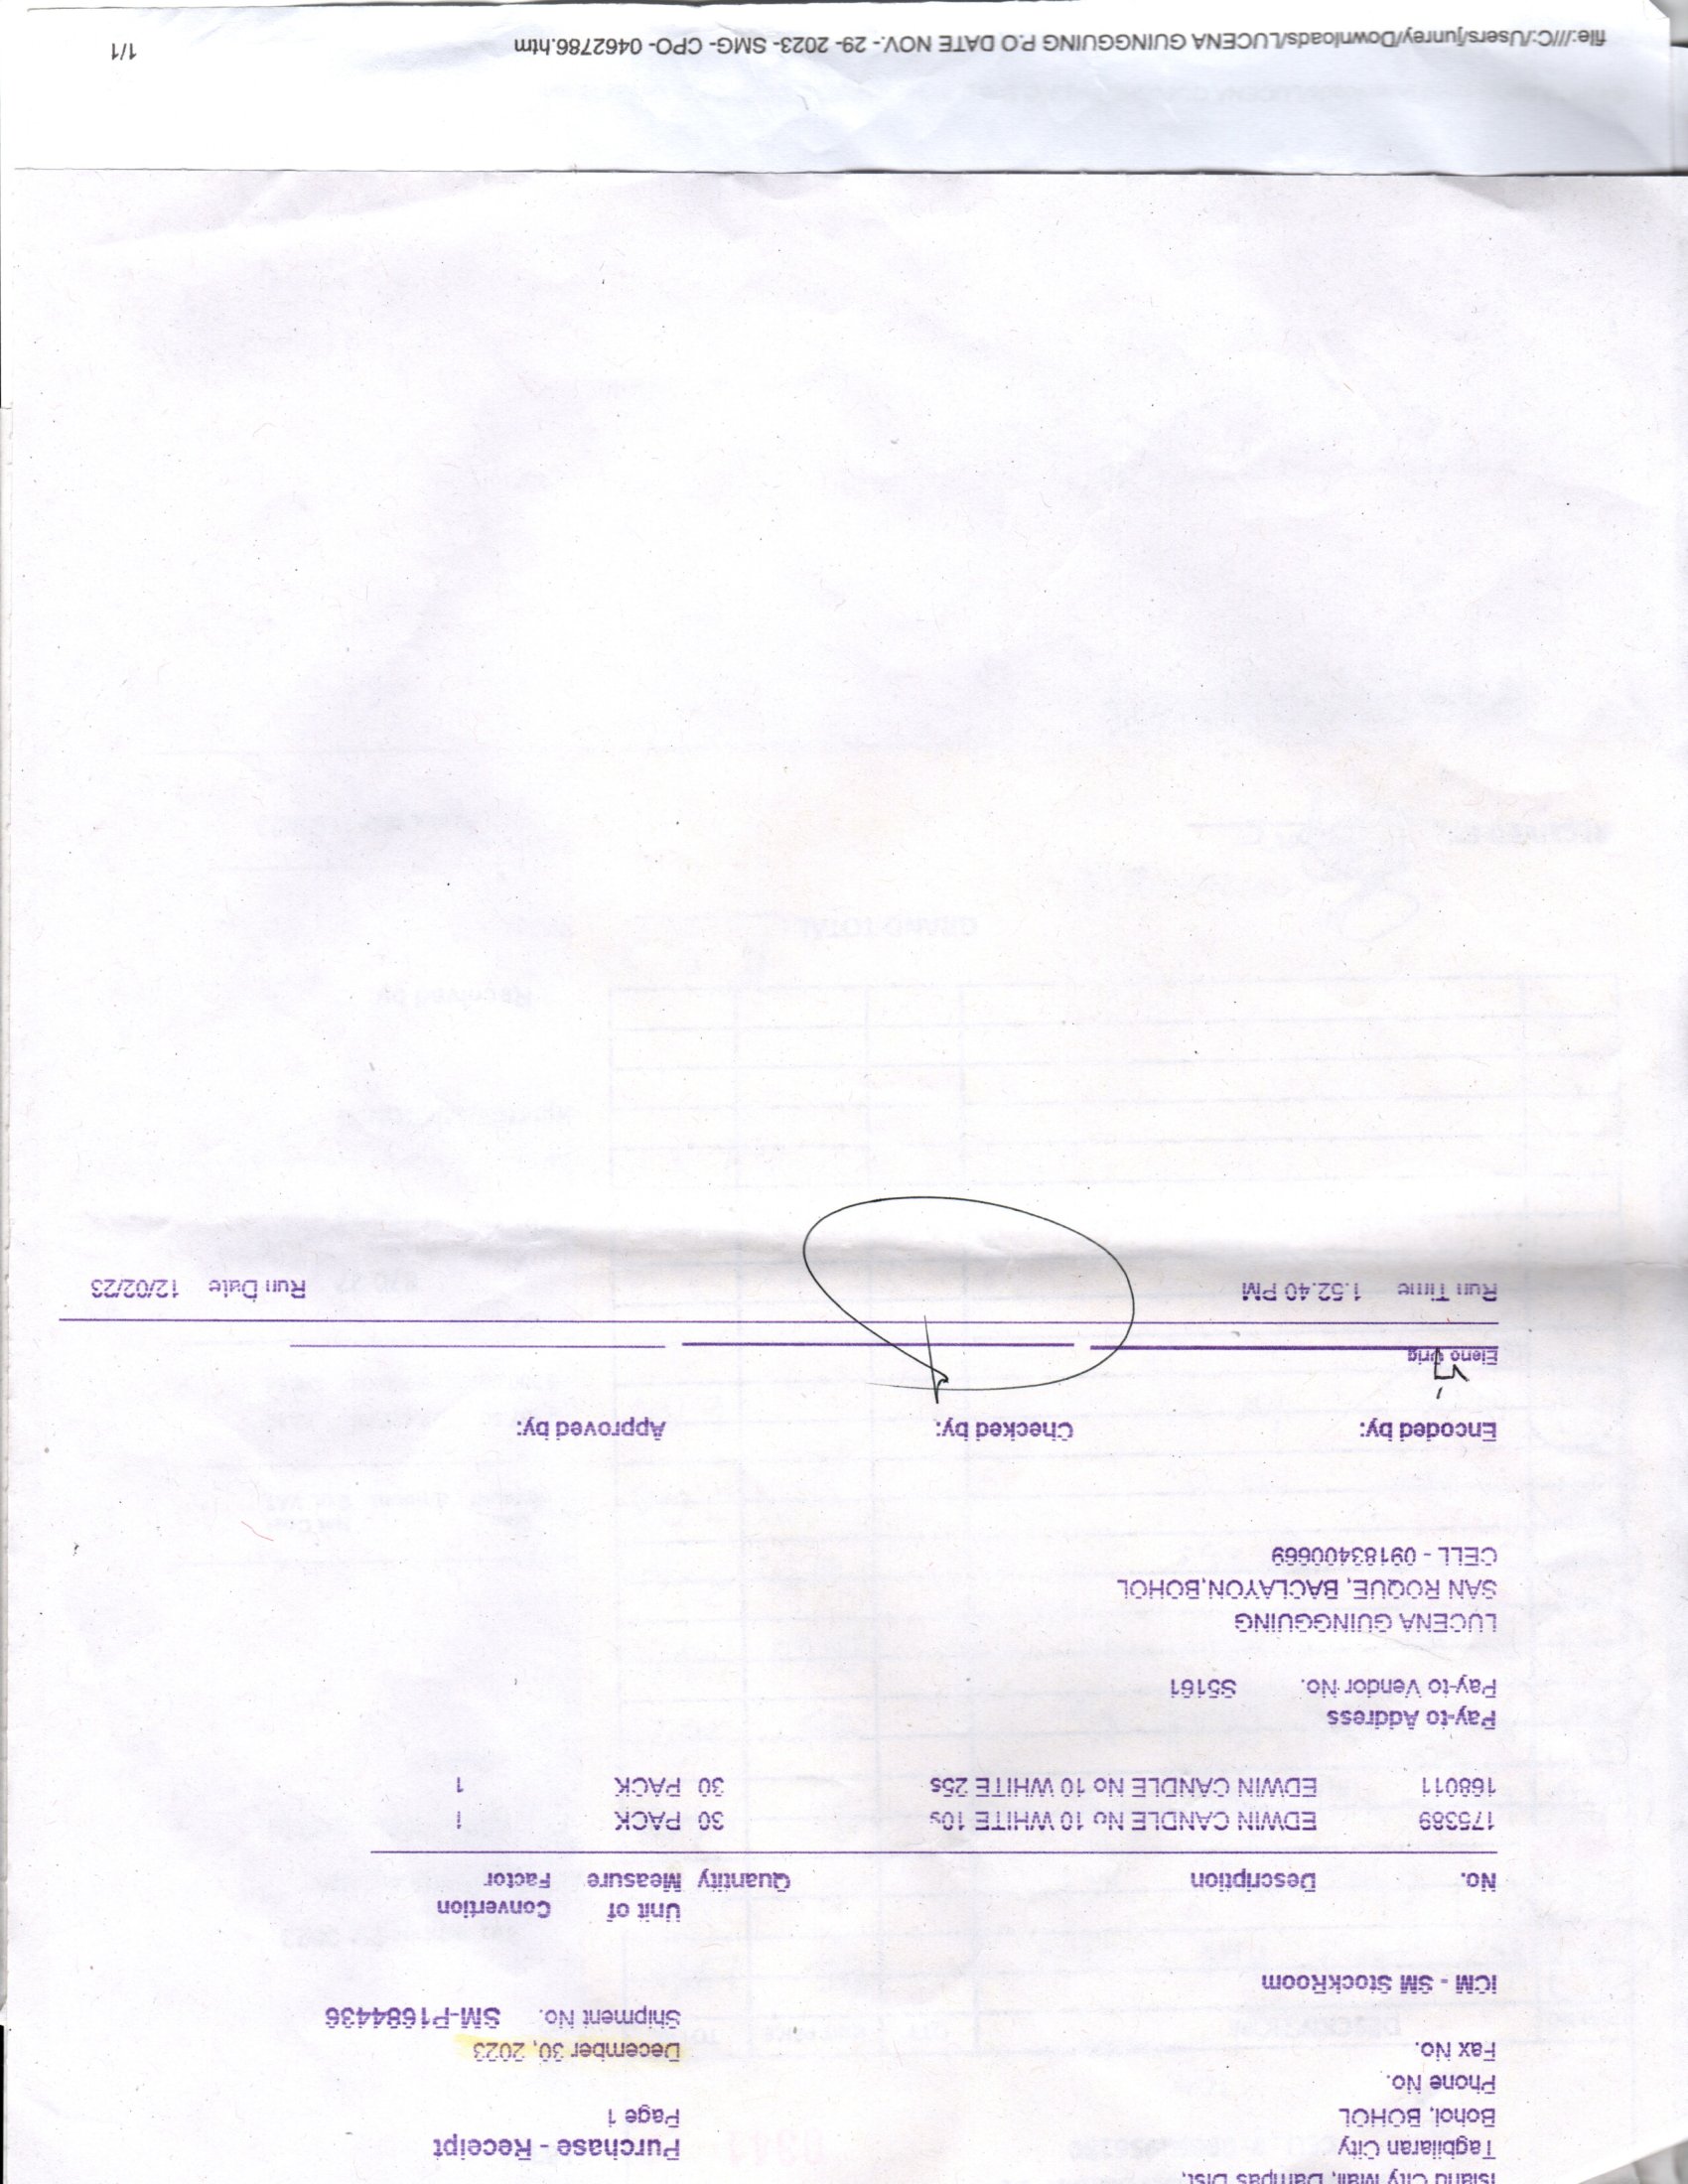 Island City Mall, Dampas Dist,
Tagbilaran City
Bohol, BOHOL
Phone No.
Fax No.
Purchase - Receipt
Page 1
December 30, 2023
Shipment No. SM-P1684436
ICM - SM StockRoom
No. Description Quantity Unit of Measure Convertion Factor
175389 EDWIN CANDLE No 10 WHITE 10s 30 PACK 1
168011 EDWIN CANDLE No 10 WHITE 25s 30 PACK 1
Pay-to Address
Pay-to Vendor No. S5161
LUCENA GUINGGUING
SAN ROQUE, BACLAYON,BOHOL
CELL - 09183400669
Encoded by: Checked by: Approved by:
Run Time 1:52:40 PM Run Date 12/02/23
file:///C:/Users/junrey/Downloads/LUCENA GUINGGUING P.O DATE NOV.- 29- 2023- SMG- CPO- 0462786.htm 1/1